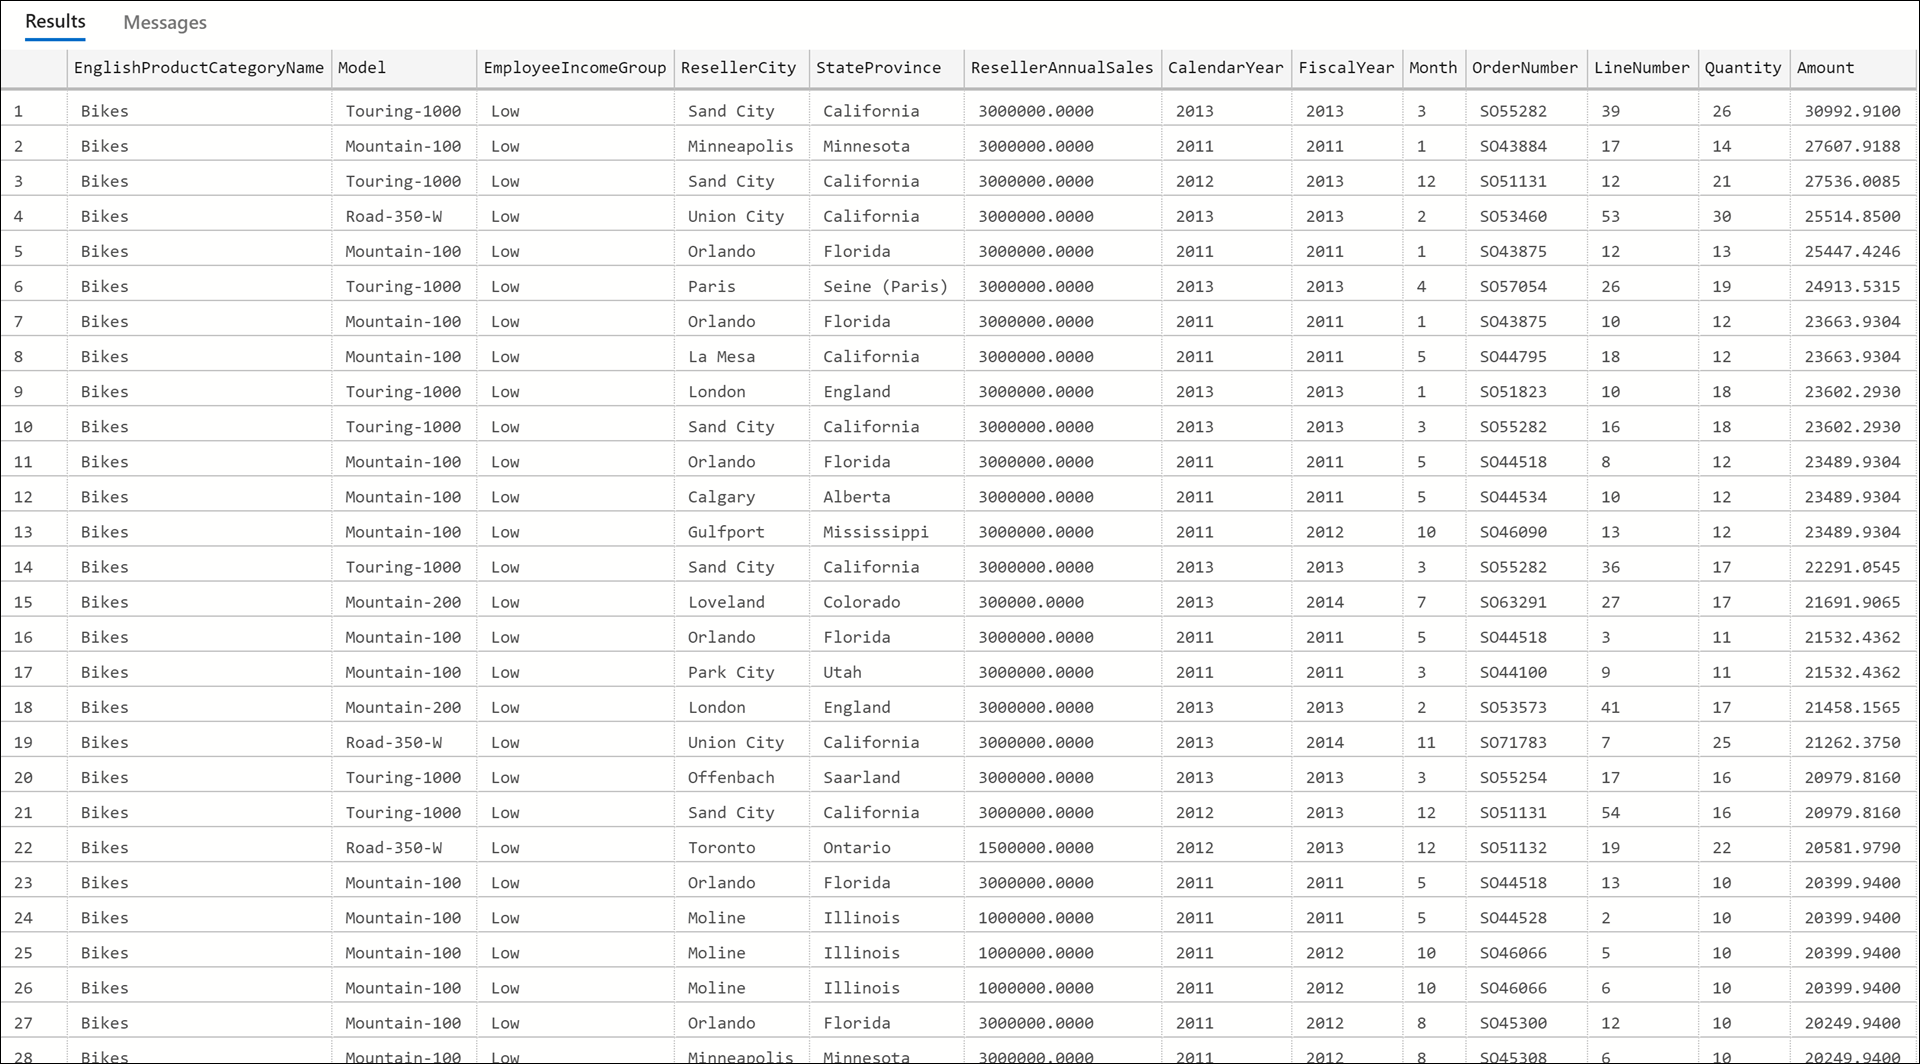 Results Messages
EnglishProductCategoryName Model EmployeeIncomeGroup ResellerCity StateProvince ResellerAnnualSales CalendarYear FiscalYear Month OrderNumber LineNumber Quantity Amount
1 Bikes Touring-1000 Low Sand City California 3000000.0000 2013 2013 3 SO55282 39 26 30992.9100
2 Bikes Mountain-100 Low Minneapolis Minnesota 3000000.0000 2011 2011 1 SO43884 17 14 27607.9188
3 Bikes Touring-1000 Low Sand City California 3000000.0000 2012 2013 12 SO51131 12 21 27536.0085
4 Bikes Road-350-W Low Union City California 3000000.0000 2013 2013 2 SO53460 53 30 25514.8500
5 Bikes Mountain-100 Low Orlando Florida 3000000.0000 2011 2011 1 SO43875 12 13 25447.4246
6 Bikes Touring-1000 Low Paris Seine (Paris) 3000000.0000 2013 2013 4 SO57054 26 19 24913.5315
7 Bikes Mountain-100 Low Orlando Florida 3000000.0000 2011 2011 1 SO43875 10 12 23663.9304
8 Bikes Mountain-100 Low La Mesa California 3000000.0000 2011 2011 5 SO44795 18 12 23663.9304
9 Bikes Touring-1000 Low London England 3000000.0000 2013 2013 1 SO51823 10 18 23602.2930
10 Bikes Touring-1000 Low Sand City California 3000000.0000 2013 2013 3 SO55282 16 18 23602.2930
11 Bikes Mountain-100 Low Orlando Florida 3000000.0000 2011 2011 5 SO44518 8 12 23489.9304
12 Bikes Mountain-100 Low Calgary Alberta 3000000.0000 2011 2011 5 SO44534 10 12 23489.9304
13 Bikes Mountain-100 Low Gulfport Mississippi 3000000.0000 2011 2012 10 SO46090 13 12 23489.9304
14 Bikes Touring-1000 Low Sand City California 3000000.0000 2013 2013 3 SO55282 36 17 22291.0545
15 Bikes Mountain-200 Low Loveland Colorado 300000.0000 2013 2014 7 SO63291 27 17 21691.9065
16 Bikes Mountain-100 Low Orlando Florida 3000000.0000 2011 2011 5 SO44518 3 11 21532.4362
17 Bikes Mountain-100 Low Park City Utah 3000000.0000 2011 2011 3 SO44100 9 11 21532.4362
18 Bikes Mountain-200 Low London England 3000000.0000 2013 2013 2 SO53573 41 17 21458.1565
19 Bikes Road-350-W Low Union City California 3000000.0000 2013 2014 11 SO71783 7 25 21262.3750
20 Bikes Touring-1000 Low Offenbach Saarland 3000000.0000 2013 2013 3 SO55254 17 16 20979.8160
21 Bikes Touring-1000 Low Sand City California 3000000.0000 2012 2013 12 SO51131 54 16 20979.8160
22 Bikes Road-350-W Low Toronto Ontario 1500000.0000 2012 2013 12 SO51132 19 22 20581.9790
23 Bikes Mountain-100 Low Orlando Florida 3000000.0000 2011 2011 5 SO44518 13 10 20399.9400
24 Bikes Mountain-100 Low Moline Illinois 1000000.0000 2011 2011 5 SO44528 2 10 20399.9400
25 Bikes Mountain-100 Low Moline Illinois 1000000.0000 2011 2012 10 SO46066 5 10 20399.9400
26 Bikes Mountain-100 Low Moline Illinois 1000000.0000 2011 2012 10 SO46066 6 10 20399.9400
27 Bikes Mountain-100 Low Orlando Florida 3000000.0000 2011 2012 8 SO45300 12 10 20249.9400
28 Bikes Mountain-100 Low Minneapolis Minnesota 3000000.0000 2011 2012 8 SO45308 6 10 20249.9400